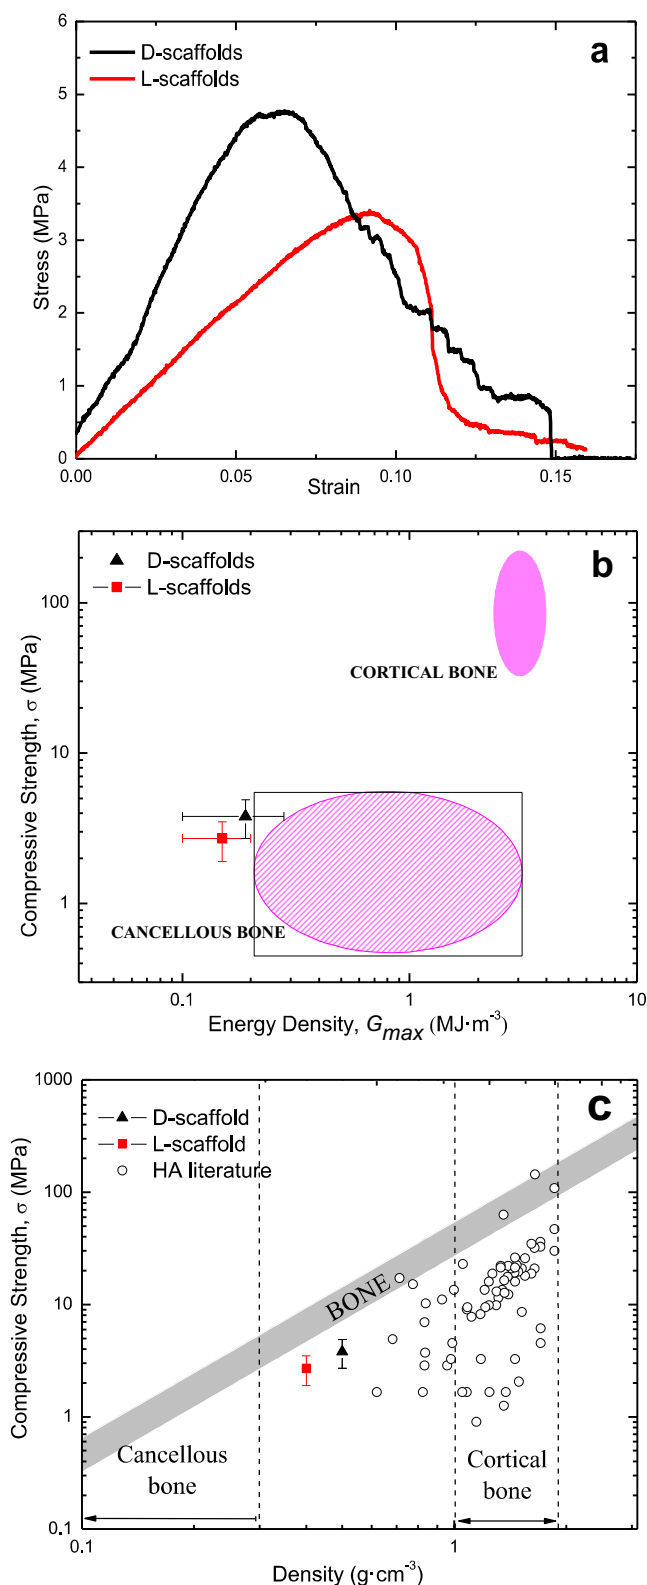 6
5
4
3
2
1
0
Stress (MPa)
D-scaffolds
L-scaffolds
a
0.00
0.05
0.10
0.15
Strain
D-scaffolds
L-scaffolds
b
100
10
1
Compressive Strength, σ (MPa)
CORTICAL BONE
CANCELLOUS BONE
0.1
1
10
Energy Density, Gmax (MJ·m-3)
1000
100
10
1
0.1
Compressive Strength, σ (MPa)
D-scaffold
L-scaffold
HA literature
c
BONE
Cancellous
bone
Cortical
bone
0.1
1
Density (g·cm-3)